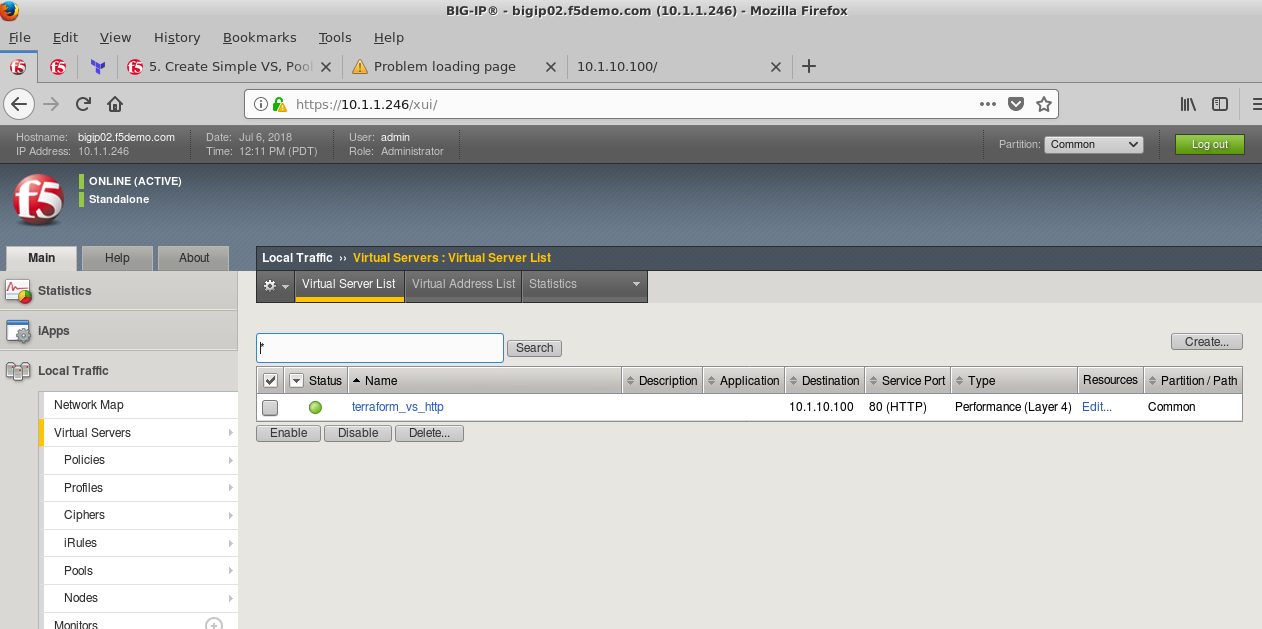 BIG-IP® - bigip02.f5demo.com (10.1.1.246) - Mozilla Firefox
File Edit View History Bookmarks Tools Help
5. Create Simple VS, Pool Problem loading page 10.1.10.100/
https://10.1.1.246/xui/
Hostname: bigip02.f5demo.com Date: Jul 6, 2018 User: admin Partition: Common Log out
IP Address: 10.1.1.246 Time: 12:11 PM (PDT) Role: Administrator
f5
ONLINE (ACTIVE)
Standalone
Main Help About
Local Traffic ›› Virtual Servers : Virtual Server List
Virtual Server List Virtual Address List Statistics
Statistics
iApps
Local Traffic
Network Map
Virtual Servers
Policies
Profiles
Ciphers
iRules
Pools
Nodes
Monitors
* Search Create...
Status Name Description Application Destination Service Port Type Resources Partition / Path
terraform_vs_http 10.1.10.100 80 (HTTP) Performance (Layer 4) Edit... Common
Enable Disable Delete...